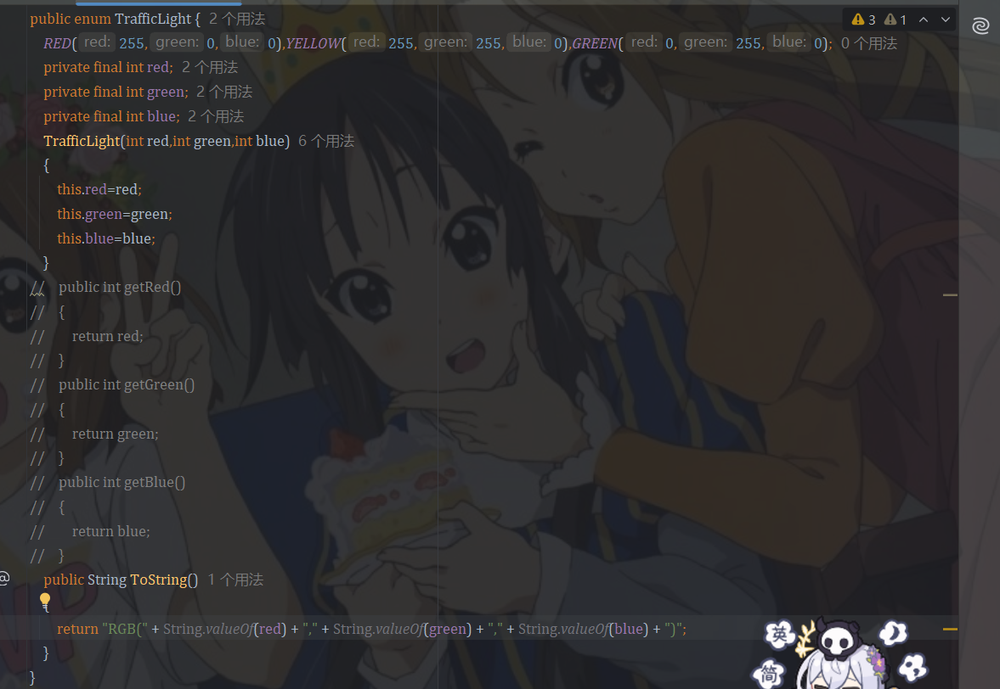 public enum TrafficLight { 2 个用法
3 1
RED( red: 255, green: 0, blue: 0),YELLOW( red: 255, green: 255, blue: 0),GREEN( red: 0, green: 255, blue: 0); 0 个用法
private final int red; 2 个用法
private final int green; 2 个用法
private final int blue; 2 个用法
TrafficLight(int red,int green,int blue) 6 个用法
{
this.red=red;
this.green=green;
this.blue=blue;
}
// public int getRed()
// {
// return red;
// }
// public int getGreen()
// {
// return green;
// }
// public int getBlue()
// {
// return blue;
// }
@ public String ToString() 1 个用法
{
return "RGB(" + String.valueOf(red) + "," + String.valueOf(green) + "," + String.valueOf(blue) + ")";
}
}
英
简